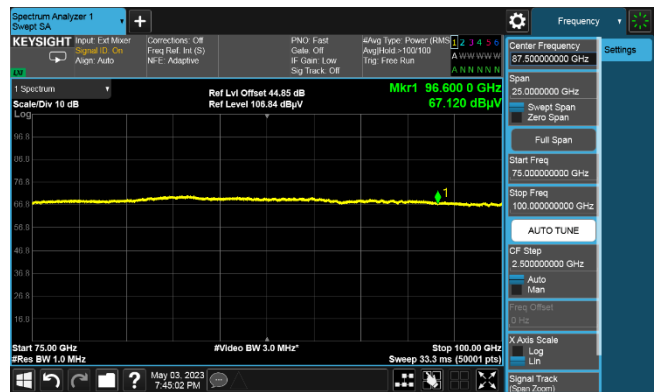 Spectrum Analyzer 1
Swept SA
Frequency
KEYSIGHT
Input: Ext Mixer
Signal ID: On
Align: Auto
Corrections: Off
Freq Ref: Int (S)
NFE: Adaptive
PNO: Fast
Gate: Off
IF Gain: Low
Sig Track: Off
#Avg Type: Power (RMS
Avg|Hold:>100/100
Trig: Free Run
1 2 3 4 5 6
A W W W W W
A N N N N N
LXI
Center Frequency
87.500000000 GHz
Settings
Span
25.0000000 GHz
Swept Span
Zero Span
Full Span
Start Freq
75.000000000 GHz
Stop Freq
100.000000000 GHz
AUTO TUNE
CF Step
2.500000000 GHz
Auto
Man
Freq Offset
0 Hz
X Axis Scale
Log
Lin
Signal Track
(Span Zoom)
1 Spectrum
Scale/Div 10 dB
Log
Ref Lvl Offset 44.85 dB
Ref Level 106.84 dBµV
Mkr1 96.600 0 GHz
67.120 dBµV
96.8
86.8
76.8
66.8
56.8
46.8
36.8
26.8
16.8
1
Start 75.00 GHz
#Res BW 1.0 MHz
#Video BW 3.0 MHz*
Stop 100.00 GHz
Sweep 33.3 ms (50001 pts)
?
May 03, 2023
7:45:02 PM